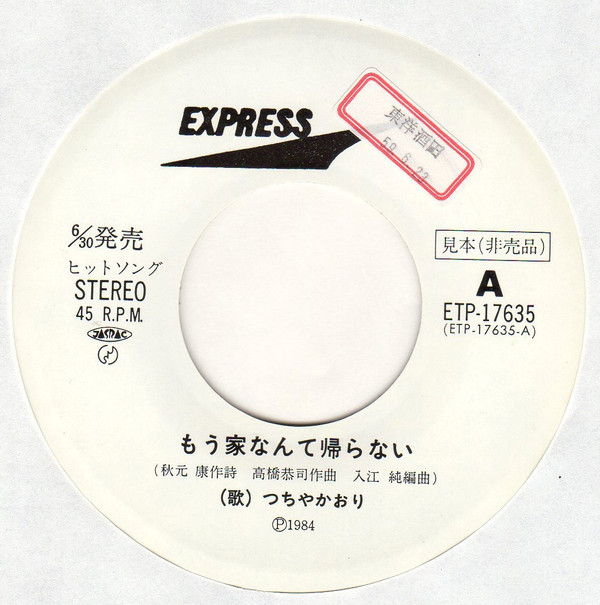 EXPRESS
東洋酒田
59.6.23
6/30発売
ヒットソング
STEREO
45 R.P.M.
JASRAC
見本(非売品)
A
ETP-17635
(ETP-17635-A)
もう家なんて帰らない
(秋元 康作詩 高橋恭司作曲 入江 純編曲)
(歌) つちやかおり
Ⓟ1984